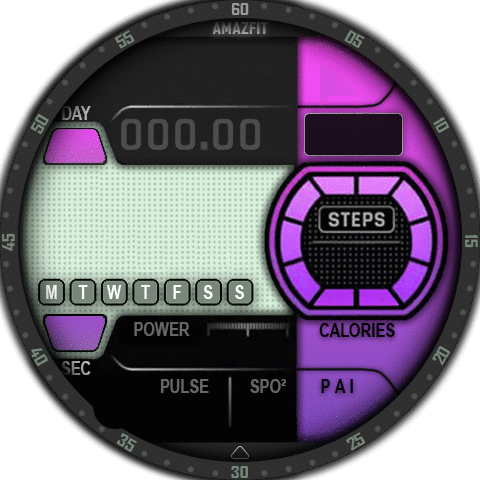 60
AMAZFIT
55
05
50
DAY
000.00
10
STEPS
45
15
M T W T F S S
POWER
CALORIES
40
SEC
20
PULSE
SPO²
PAI
35
25
30